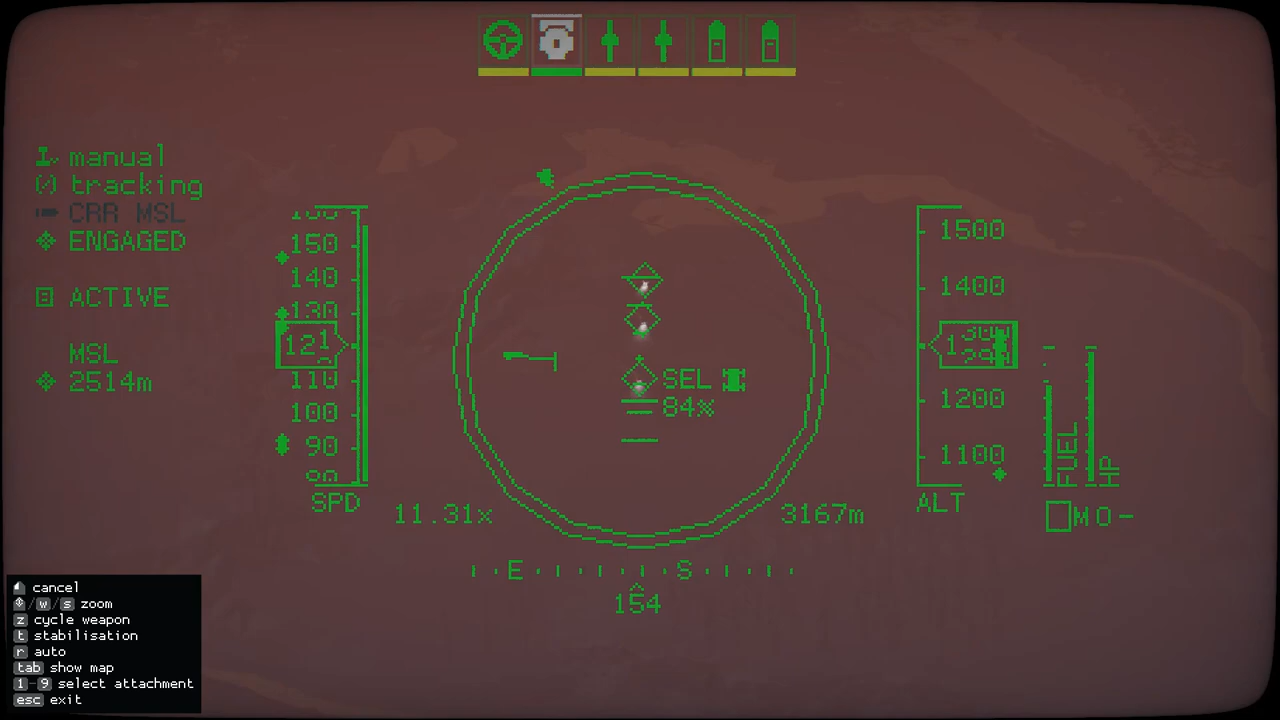 manual
tracking
CRR MSL
ENGAGED
ACTIVE
MSL
2514m
150
140
130
121
110
100
90
SPD
11.31x
SEL
84%
3167m
E
S
154
1500
1400
1200
1100
ALT
FUEL
HP
MO-
cancel
/w/s zoom
z cycle weapon
t stabilisation
r auto
tab show map
1-9 select attachment
esc exit